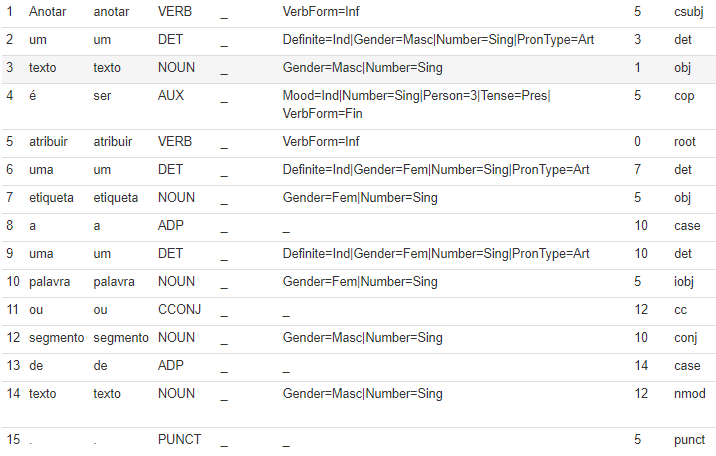 1 Anotar anotar VERB _ VerbForm=Inf 5 csubj
2 um um DET _ Definite=Ind|Gender=Masc|Number=Sing|PronType=Art 3 det
3 texto texto NOUN _ Gender=Masc|Number=Sing 1 obj
4 é ser AUX _ Mood=Ind|Number=Sing|Person=3|Tense=Pres| 5 cop
VerbForm=Fin
5 atribuir atribuir VERB _ VerbForm=Inf 0 root
6 uma um DET _ Definite=Ind|Gender=Fem|Number=Sing|PronType=Art 7 det
7 etiqueta etiqueta NOUN _ Gender=Fem|Number=Sing 5 obj
8 a a ADP _ _ 10 case
9 uma um DET _ Definite=Ind|Gender=Fem|Number=Sing|PronType=Art 10 det
10 palavra palavra NOUN _ Gender=Fem|Number=Sing 5 iobj
11 ou ou CCONJ _ _ 12 cc
12 segmento segmento NOUN _ Gender=Masc|Number=Sing 10 conj
13 de de ADP _ _ 14 case
14 texto texto NOUN _ Gender=Masc|Number=Sing 12 nmod
15 . . PUNCT _ _ 5 punct